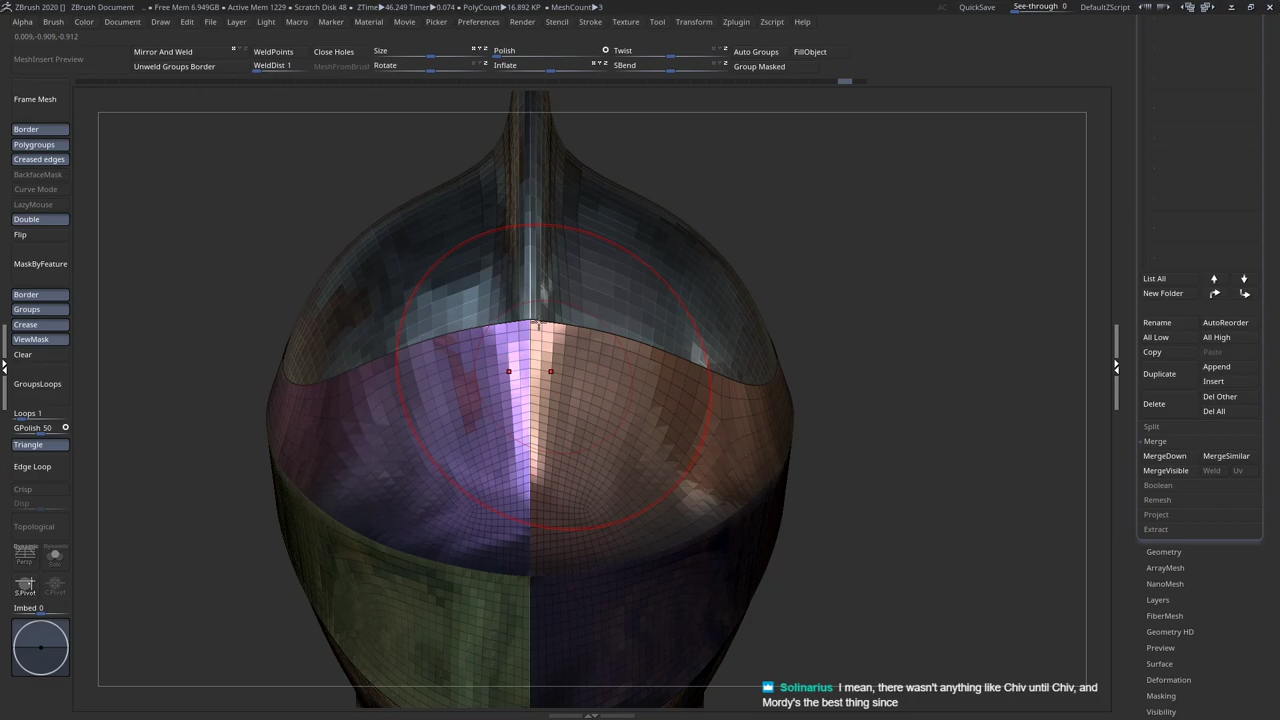 ZBrush 2020 [] ZBrush Document .. • Free Mem 6.949GB • Active Mem 1229 • Scratch Disk 48 • ZTime▶46.249 Timer▶0.074 • PolyCount▶16.892 KP • MeshCount▶3 AC QuickSave See-through 0 DefaultZScript
Alpha Brush Color Document Draw Edit File Layer Light Macro Marker Material Movie Picker Preferences Render Stencil Stroke Texture Tool Transform Zplugin Zscript Help
0.009,-0.909,-0.912
MeshInsert Preview
Mirror And Weld WeldPoints Close Holes Size Polish Twist Auto Groups FillObject
Unweld Groups Border WeldDist 1 MeshFromBrush Rotate Inflate SBend Group Masked
Frame Mesh
Border
Polygroups
Creased edges
BackfaceMask
Curve Mode
LazyMouse
Double
Flip
MaskByFeature
Border
Groups
Crease
ViewMask
Clear
GroupsLoops
Loops 1
GPolish 50
Triangle
Edge Loop
Crisp
Disp
Topological
Dynamic
Persp
Dynamic
Solo
S.Pivot C.Pivot
Imbed 0
List All
New Folder
Rename AutoReorder
All Low All High
Copy Paste
Duplicate Append
Insert
Delete Del Other
Del All
Split
Merge
MergeDown MergeSimilar
MergeVisible Weld Uv
Boolean
Remesh
Project
Extract
Geometry
ArrayMesh
NanoMesh
Layers
FiberMesh
Geometry HD
Preview
Surface
Deformation
Masking
Visibility
Solinarius I mean, there wasn't anything like Chiv until Chiv, and
Mordy's the best thing since